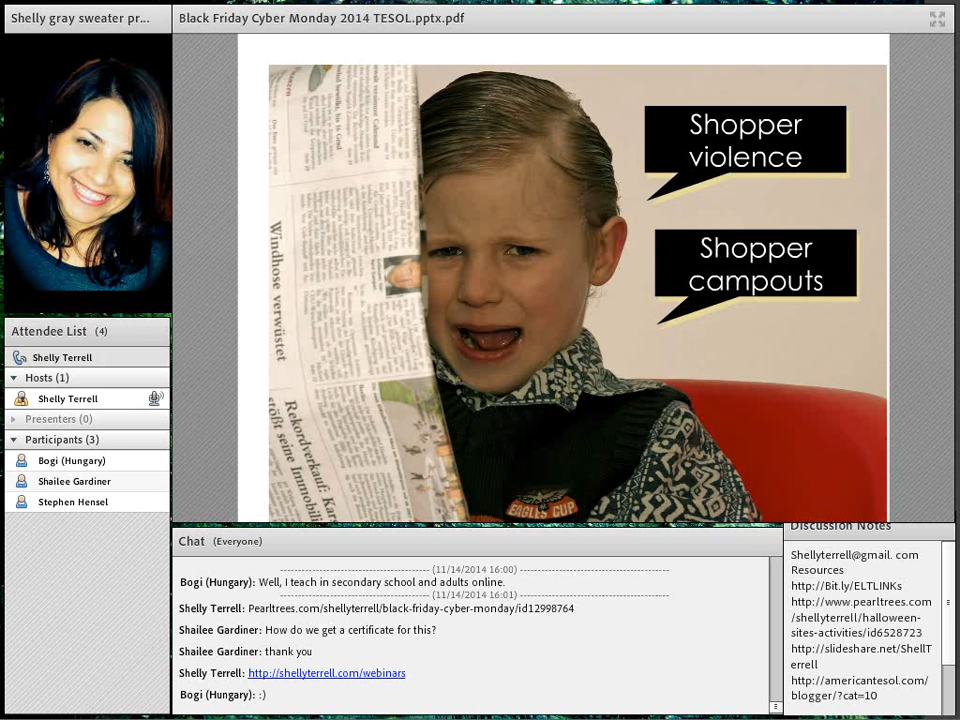 Shelly gray sweater pr...
Black Friday Cyber Monday 2014 TESOL.pptx.pdf
Shopper
violence
Shopper
campouts
Windhose verwüstet
Rekordverkauf: Kar
stößt seine Immobili
EAGLES CUP
Attendee List (4)
Shelly Terrell
Hosts (1)
Shelly Terrell
Presenters (0)
Participants (3)
Bogi (Hungary)
Shailee Gardiner
Stephen Hensel
Chat (Everyone)
(11/14/2014 16:00)
Bogi (Hungary): Well, I teach in secondary school and adults online.
(11/14/2014 16:01)
Shelly Terrell: Pearltrees.com/shellyterrell/black-friday-cyber-monday/id12998764
Shailee Gardiner: How do we get a certificate for this?
Shailee Gardiner: thank you
Shelly Terrell: http://shellyterrell.com/webinars
Bogi (Hungary): :)
Discussion Notes
Shellyterrell@gmail. com
Resources
http://Bit.ly/ELTLINKs
http://www.pearltrees.com
/shellyterrell/halloween-
sites-activities/id6528723
http://slideshare.net/ShellT
errell
http://americantesol.com/
blogger/?cat=10